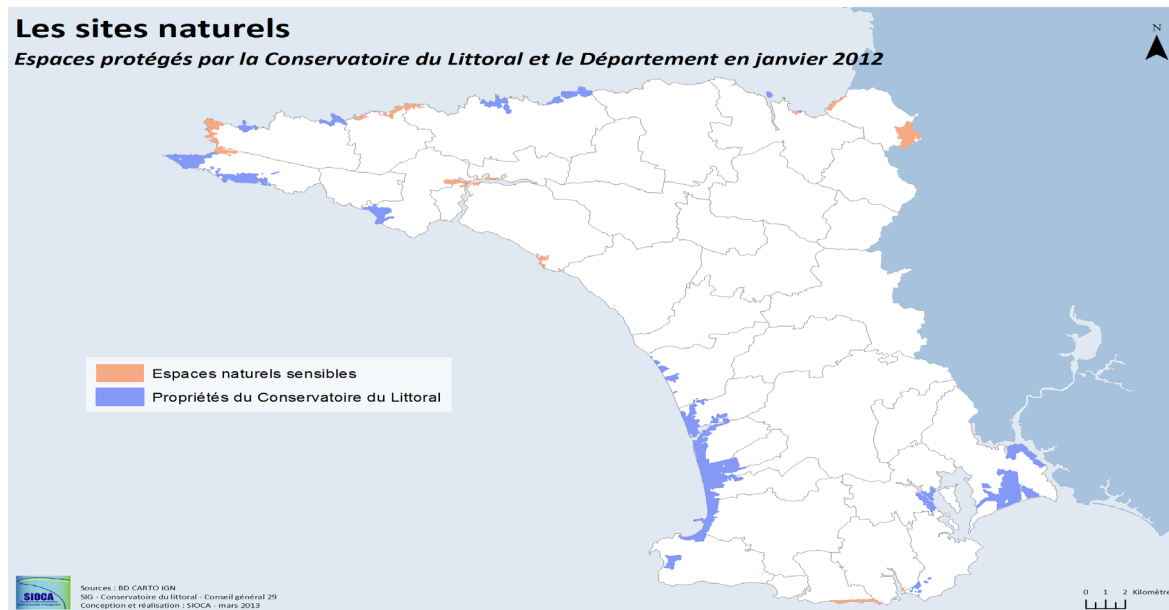 Les sites naturels
Espaces protégés par la Conservatoire du Littoral et le Département en janvier 2012
N
Espaces naturels sensibles
Propriétés du Conservatoire du Littoral
SIOCA
Sources : BD CARTO IGN
SIG - Conservatoire du littoral - Conseil général 29
Conception et réalisation : SIOCA - mars 2013
0 1 2 Kilomètres